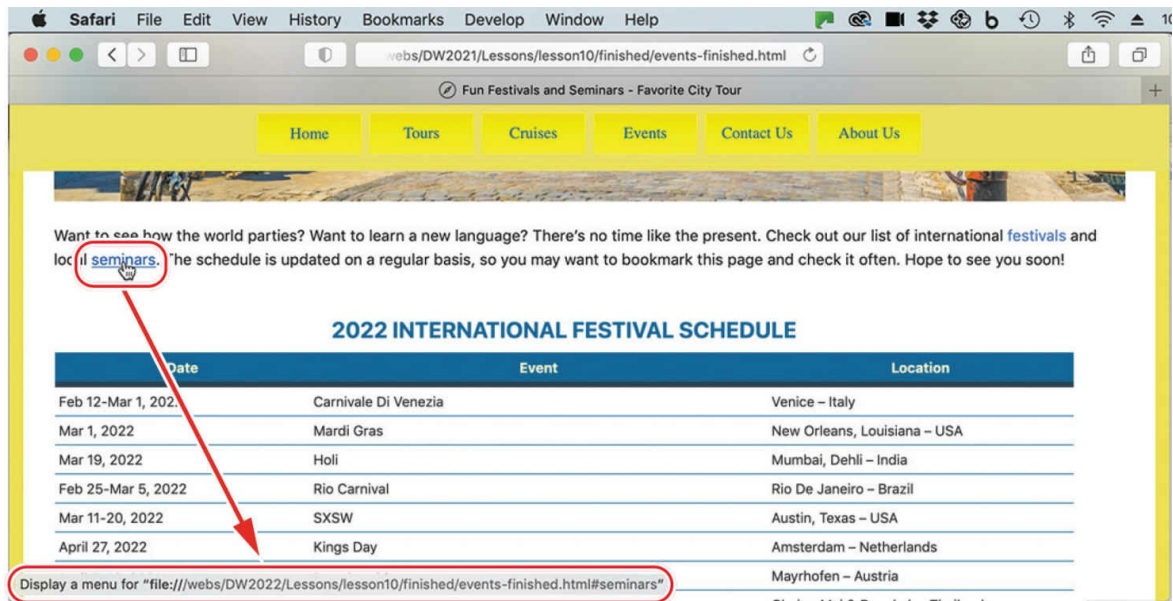 Safari File Edit View History Bookmarks Develop Window Help
webs/DW2021/Lessons/lesson10/finished/events-finished.html
Fun Festivals and Seminars - Favorite City Tour
Home Tours Cruises Events Contact Us About Us
Want to see how the world parties? Want to learn a new language? There's no time like the present. Check out our list of international festivals and
seminars. The schedule is updated on a regular basis, so you may want to bookmark this page and check it often. Hope to see you soon!
2022 INTERNATIONAL FESTIVAL SCHEDULE
Date Event Location
Feb 12-Mar 1, Carnivale Di Venezia Venice – Italy
Mar 1, 2022 Mardi Gras New Orleans, Louisiana – USA
Mar 19, 2022 Holi Mumbai, Dehli – India
Feb 25-Mar 5, 2022 Rio Carnival Rio De Janeiro – Brazil
Mar 11-20, 2022 SXSW Austin, Texas – USA
April 27, 2022 Kings Day Amsterdam – Netherlands
Mayrhofen – Austria
Display a menu for "file:///webs/DW2022/Lessons/lesson10/finished/events-finished.html#seminars"